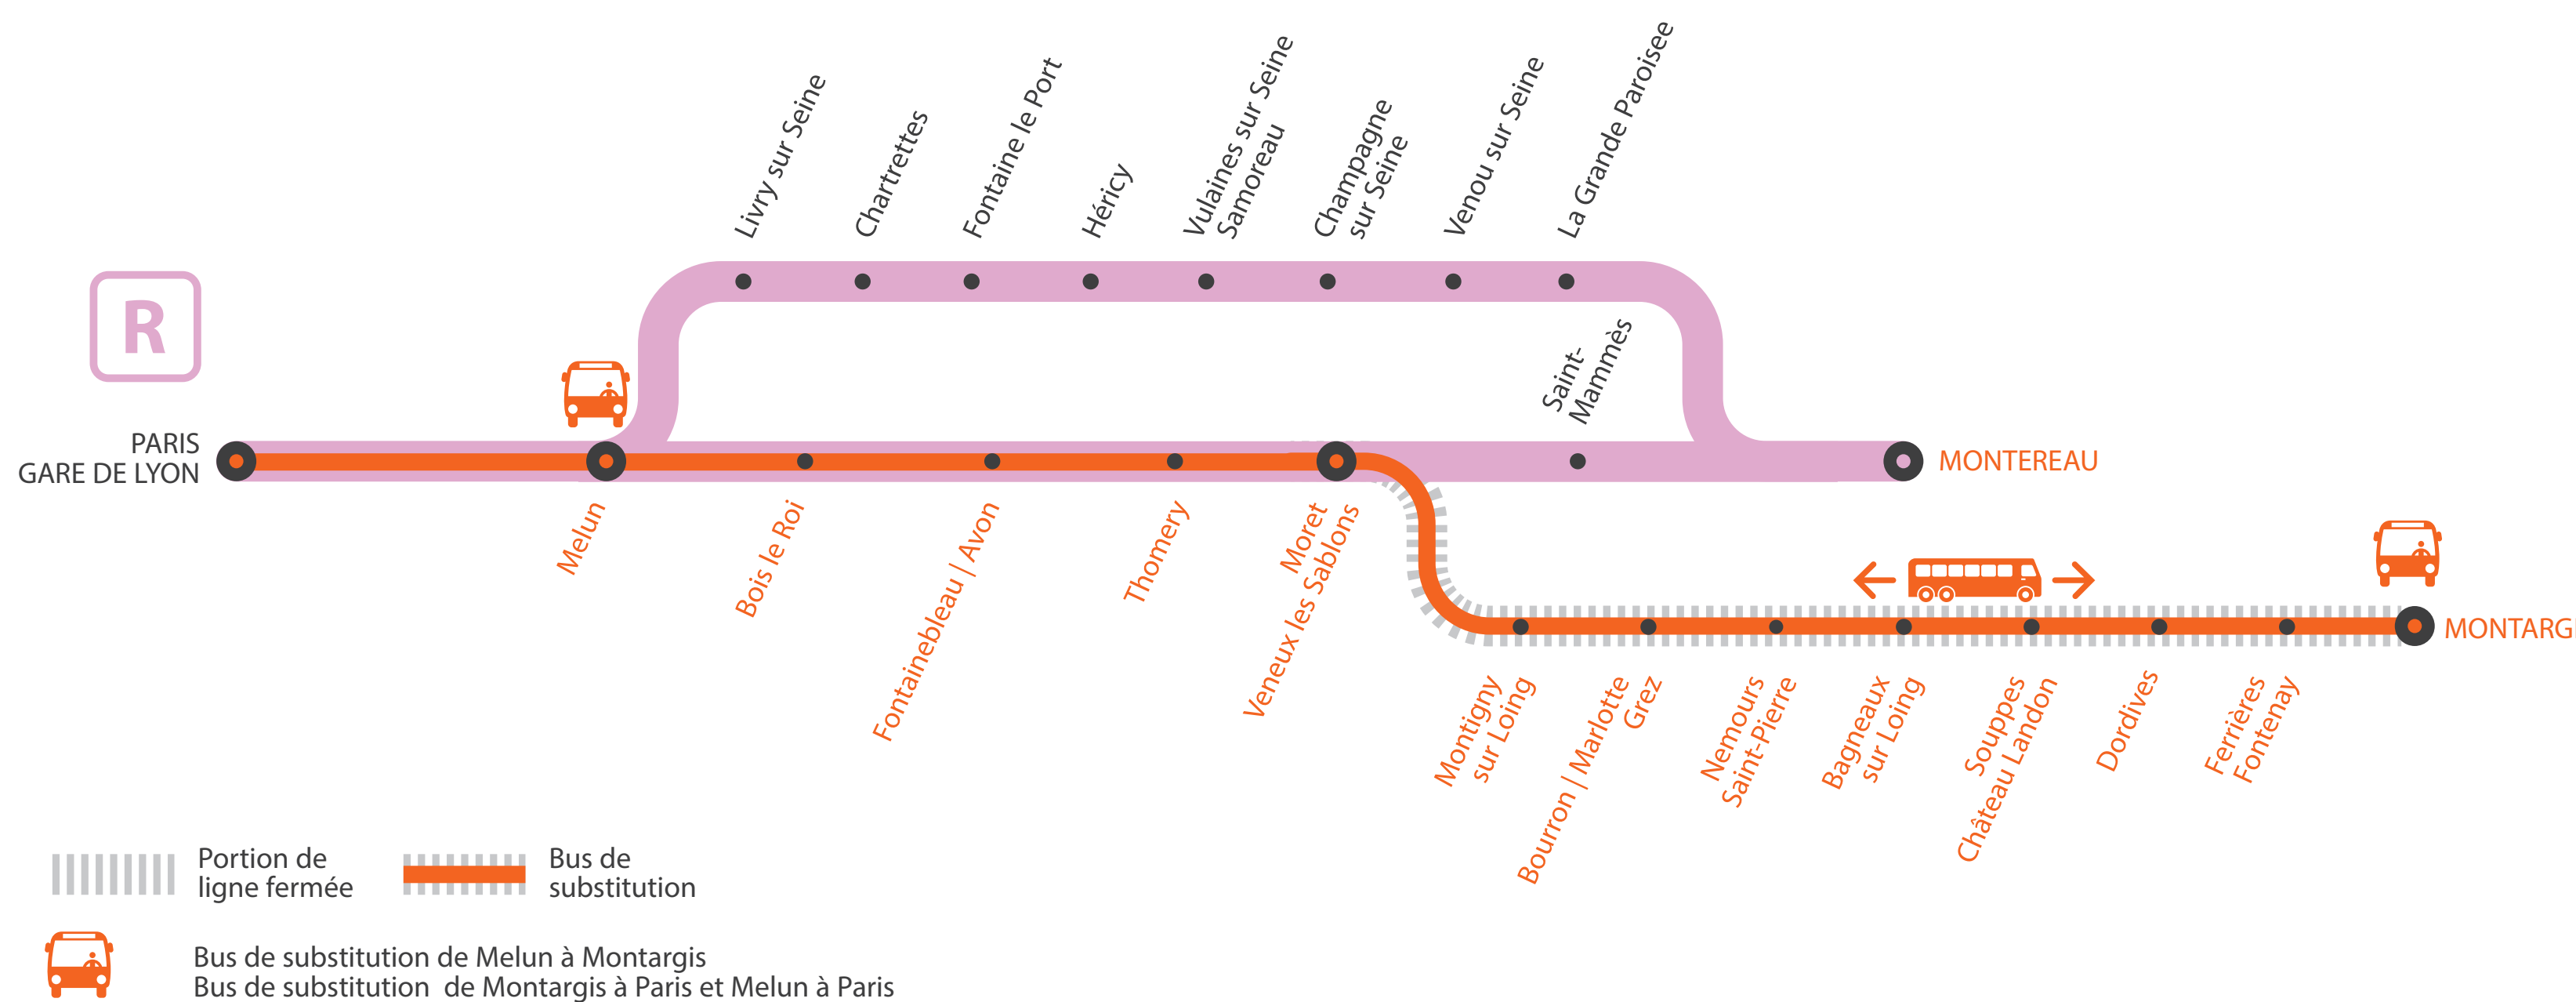 Livry sur Seine
Chartrettes
Fontaine le Port
Héricy
Vulaines sur Seine
Samoreau
Champagne
sur Seine
Venou sur Seine
La Grande Paroisee
R
Saint-
Mammès
PARIS
GARE DE LYON
MONTEREAU
Melun
Bois le Roi
Fontainebleau | Avon
Thomery
Moret
Veneux les Sablons
MONTARGI
Montigny
sur Loing
Bourron | Marlotte
Grez
Nemours
Saint-Pierre
Bagneaux
sur Loing
Souppes
Château Landon
Dordives
Ferrières
Fontenay
Portion de
ligne fermée
Bus de
substitution
Bus de substitution de Melun à Montargis
Bus de substitution de Montargis à Paris et Melun à Paris